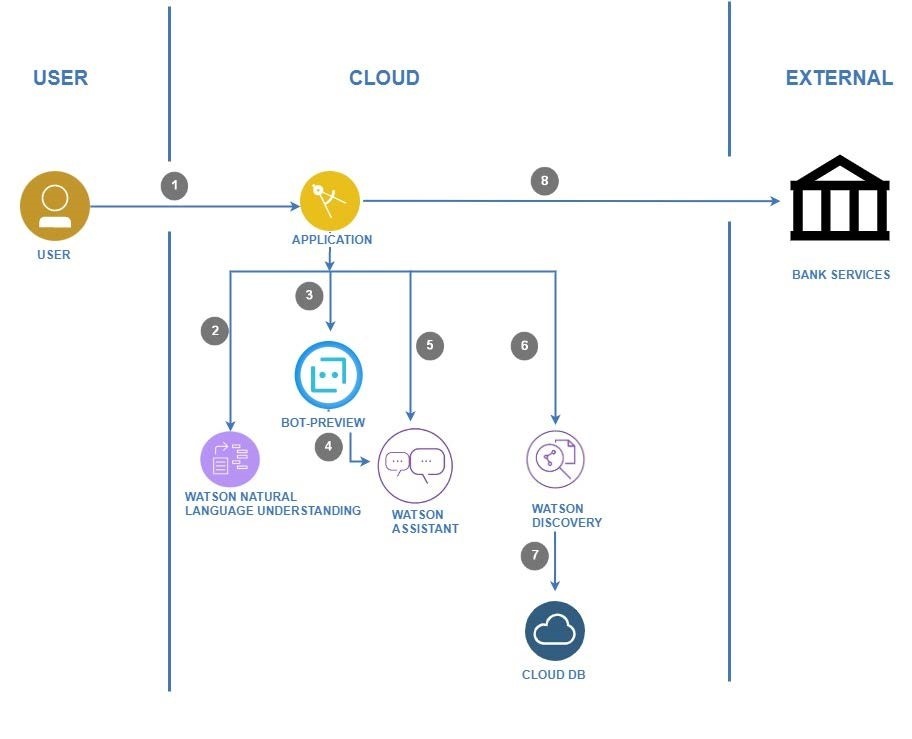 USER
CLOUD
EXTERNAL
1
8
USER
APPLICATION
BANK SERVICES
2
3
5
6
BOT-PREVIEW
4
WATSON NATURAL
LANGUAGE UNDERSTANDING
WATSON
ASSISTANT
WATSON
DISCOVERY
7
CLOUD DB